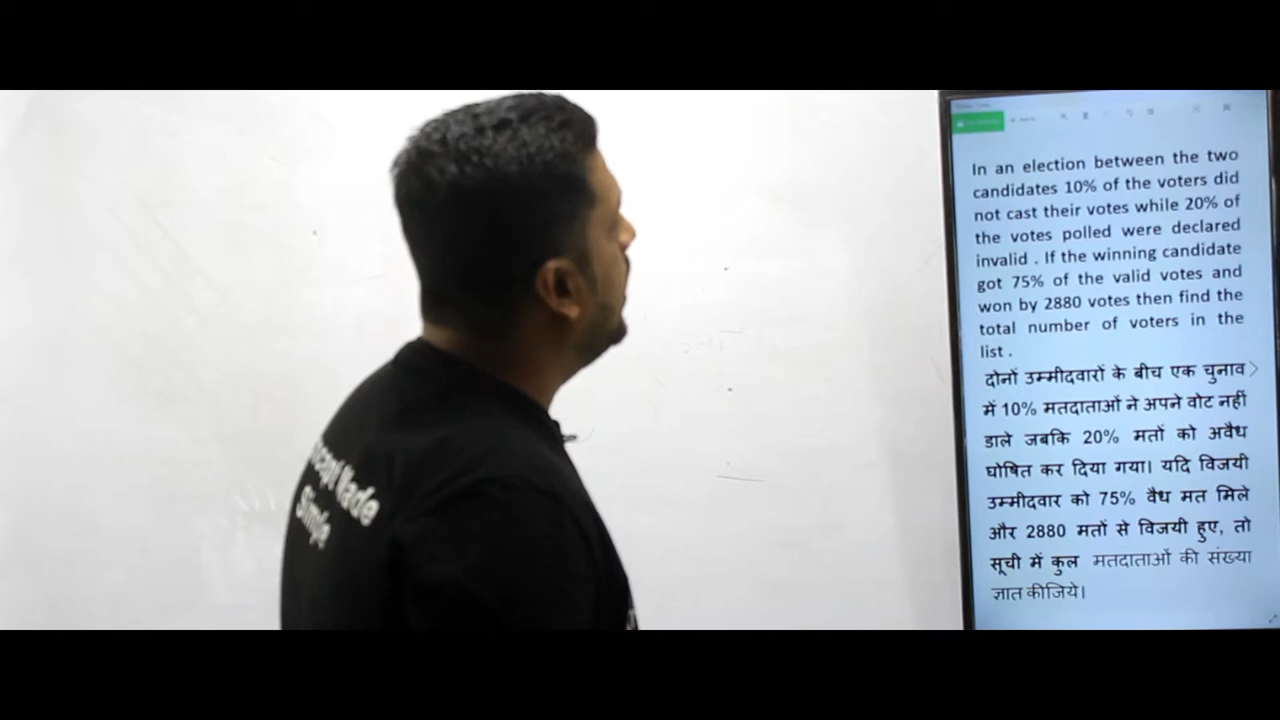 Made
Simple
In an election between the two
candidates 10% of the voters did
not cast their votes while 20% of
the votes polled were declared
invalid . If the winning candidate
got 75% of the valid votes and
won by 2880 votes then find the
total number of voters in the
list .
दोनों उम्मीदवारों के बीच एक चुनाव
में 10% मतदाताओं ने अपने वोट नहीं
डाले जबकि 20% मतों को अवैध
घोषित कर दिया गया। यदि विजयी
उम्मीदवार को 75% वैध मत मिले
और 2880 मतों से विजयी हुए, तो
सूची में कुल मतदाताओं की संख्या
ज्ञात कीजिये।